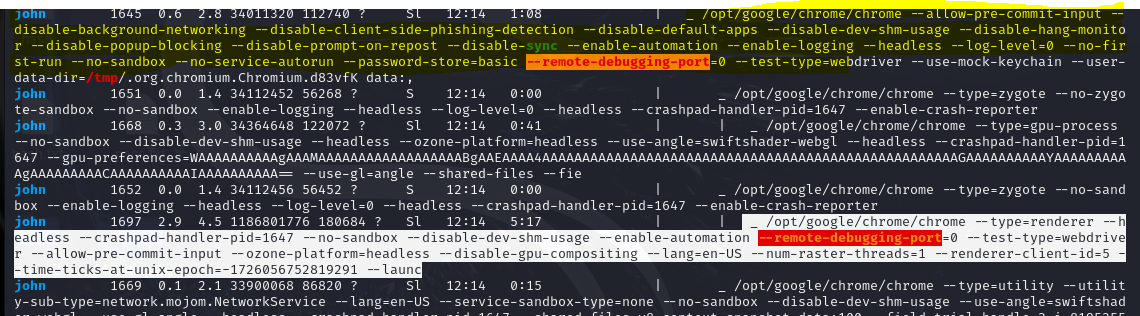 john 1645 0.6 2.8 34011320 112740 ? Sl 12:14 1:08 | _ /opt/google/chrome/chrome --allow-pre-commit-input --
disable-background-networking --disable-client-side-phishing-detection --disable-default-apps --disable-dev-shm-usage --disable-hang-monito
r --disable-popup-blocking --disable-prompt-on-repost --disable-sync --enable-automation --enable-logging --headless --log-level=0 --no-fi
rst-run --no-sandbox --no-service-autorun --password-store=basic --remote-debugging-port=0 --test-type=webdriver --use-mock-keychain --user-
data-dir=/tmp/.org.chromium.Chromium.d83vfK data:,
john 1651 0.0 1.4 34112452 56268 ? S 12:14 0:00 | _ /opt/google/chrome/chrome --type=zygote --no-zygo
te-sandbox --no-sandbox --enable-logging --headless --log-level=0 --headless --crashpad-handler-pid=1647 --enable-crash-reporter
john 1668 0.3 3.0 34364648 122072 ? Sl 12:14 0:41 | | _ /opt/google/chrome/chrome --type=gpu-process
--no-sandbox --disable-dev-shm-usage --headless --ozone-platform=headless --use-angle=swiftshader-webgl --headless --crashpad-handler-pid=1
647
--use-gl=angle --shared-files --fie
john 1652 0.0 1.4 34112456 56452 ? S 12:14 0:00 | _ /opt/google/chrome/chrome --type=zygote --no-sand
box --enable-logging --headless --log-level=0 --headless --crashpad-handler-pid=1647 --enable-crash-reporter
john 1697 2.9 4.5 1186801776 180684 ? Sl 12:14 5:17 | | _ /opt/google/chrome/chrome --type=renderer --h
eadless --crashpad-handler-pid=1647 --no-sandbox --disable-dev-shm-usage --enable-automation --remote-debugging-port=0 --test-type=webdrive
r --allow-pre-commit-input --ozone-platform=headless --disable-gpu-compositing --lang=en-US --num-raster-threads=1 --renderer-client-id=5 -
-time-ticks-at-unix-epoch=-1726056752819291 --launc
john 1669 0.1 2.1 33900068 86820 ? Sl 12:14 0:15 | _ /opt/google/chrome/chrome --type=utility --utilit
y-sub-type=network.mojom.NetworkService --lang=en-US --service-sandbox-type=none --no-sandbox --disable-dev-shm-usage --use-angle=swiftshad